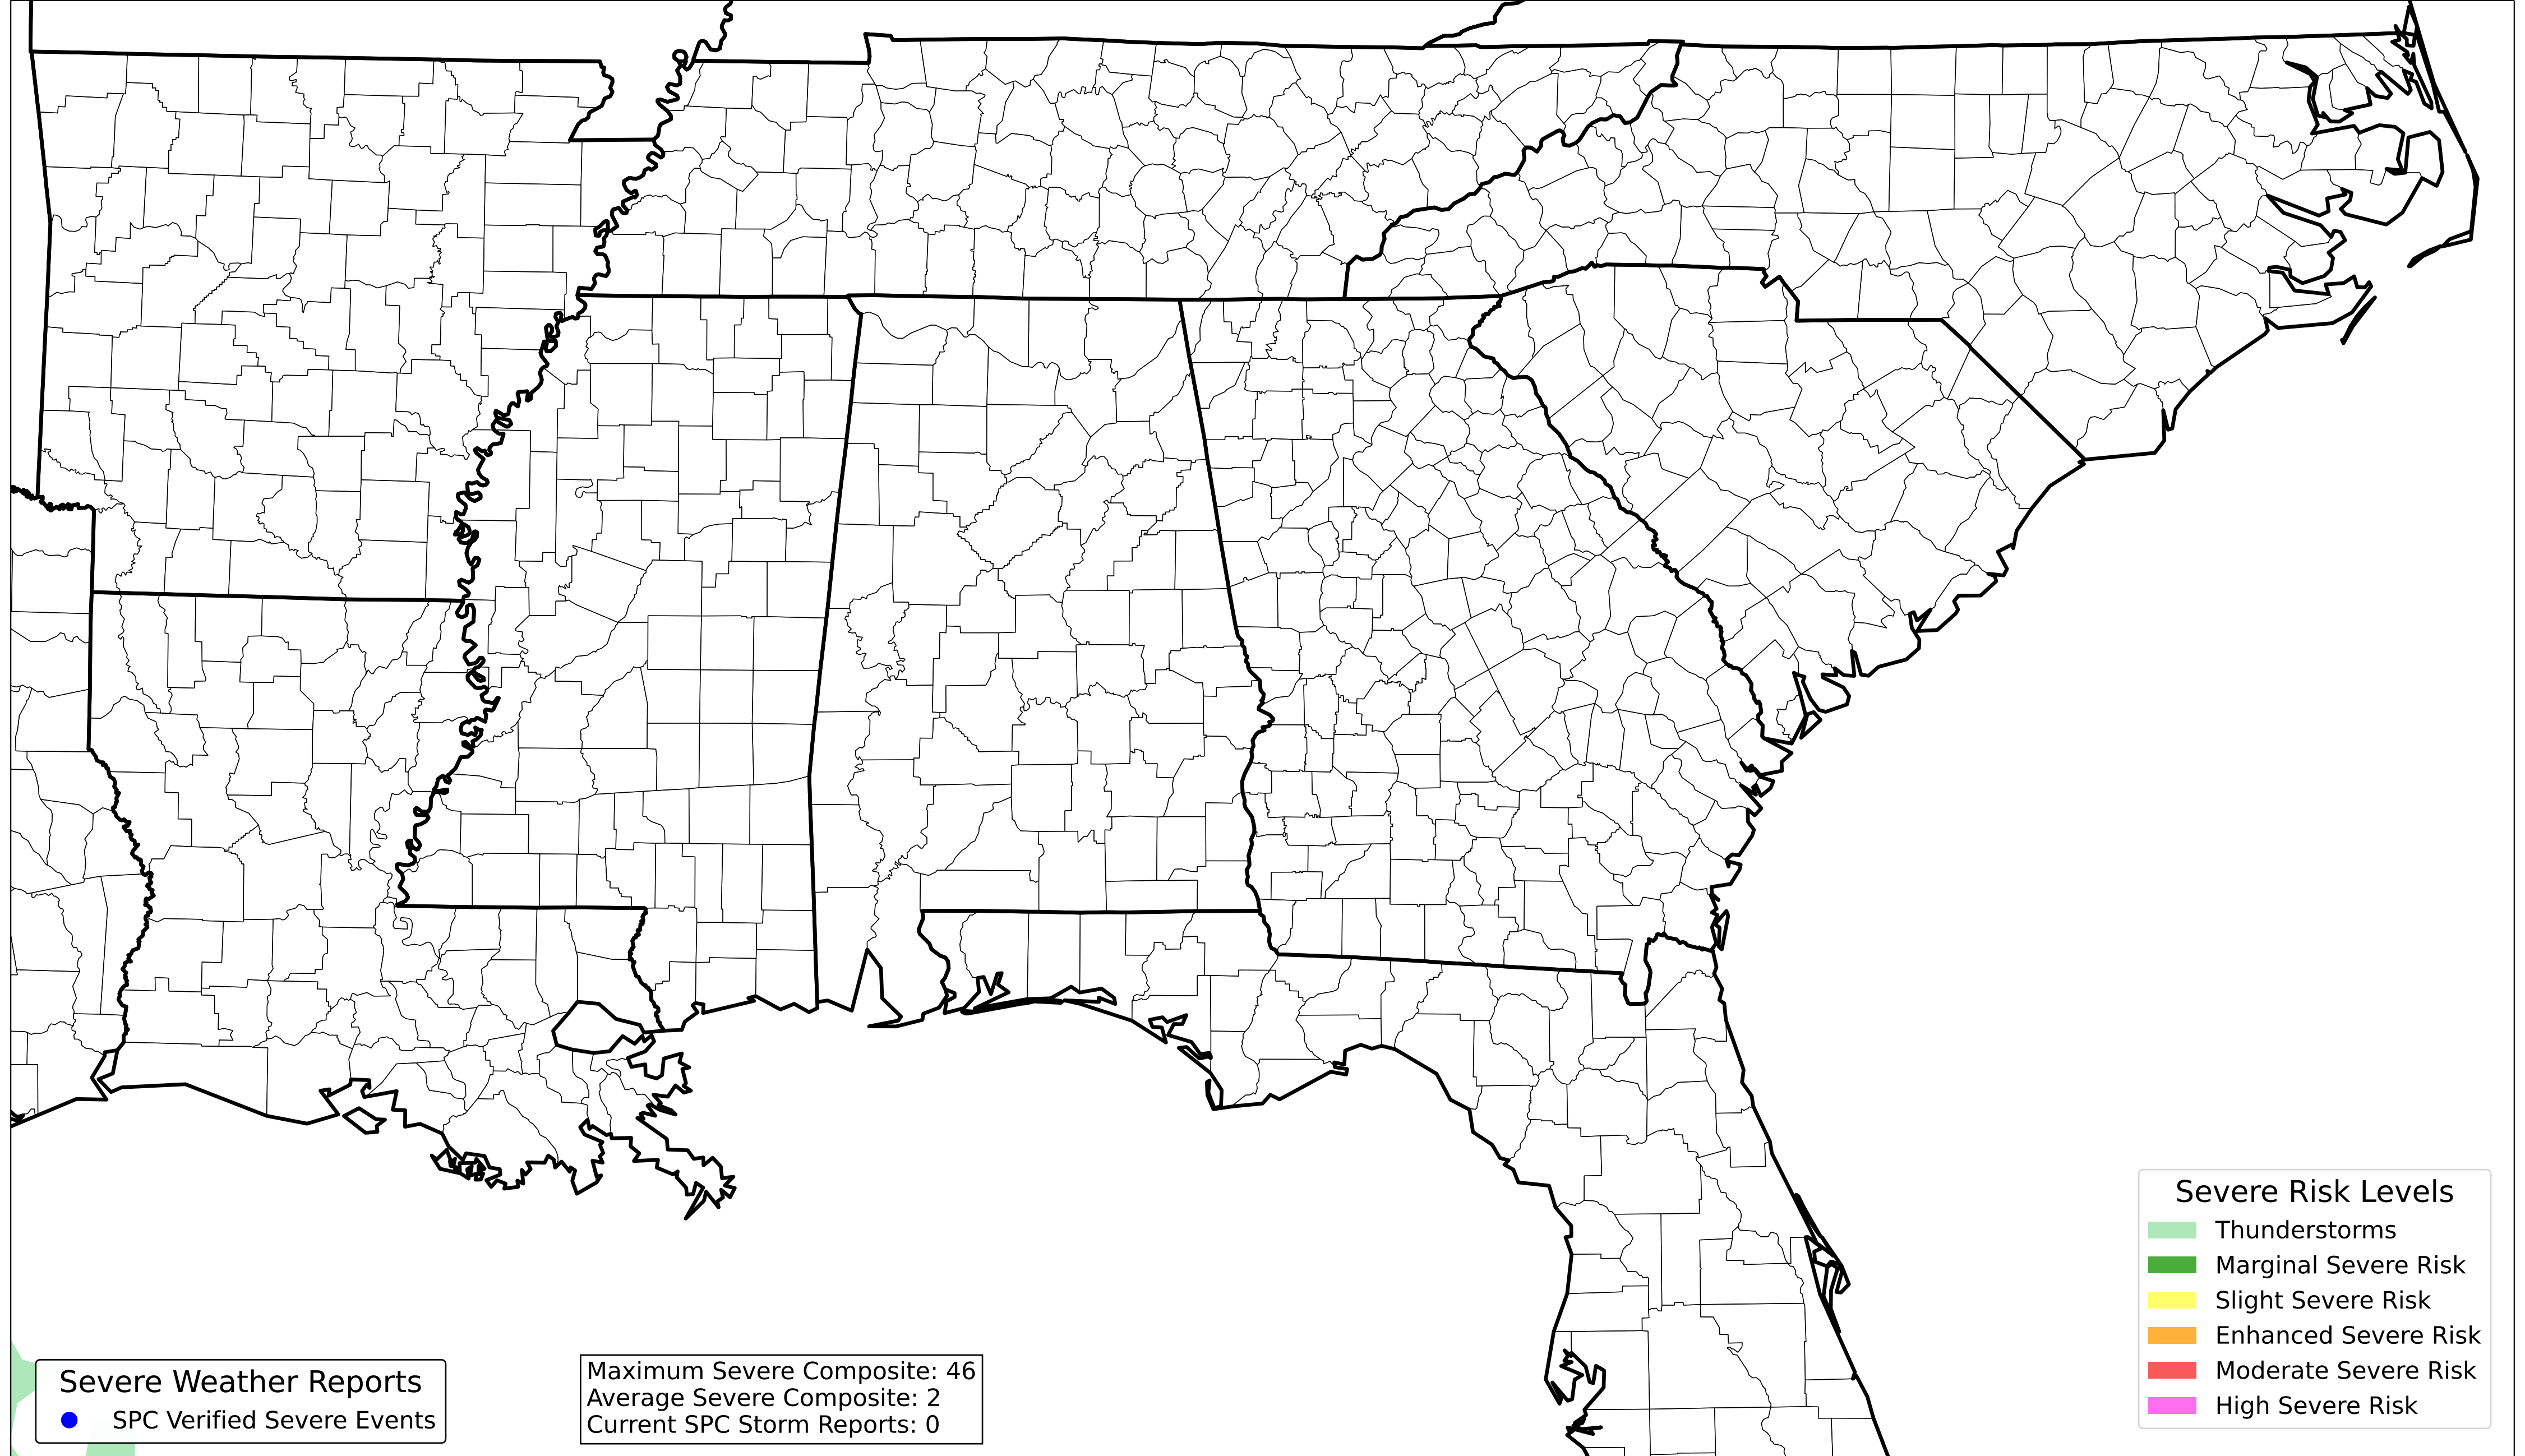 Severe Risk Levels
Thunderstorms
Marginal Severe Risk
Slight Severe Risk
Enhanced Severe Risk
Moderate Severe Risk
High Severe Risk
Severe Weather Reports
SPC Verified Severe Events
Maximum Severe Composite: 46
Average Severe Composite: 2
Current SPC Storm Reports: 0